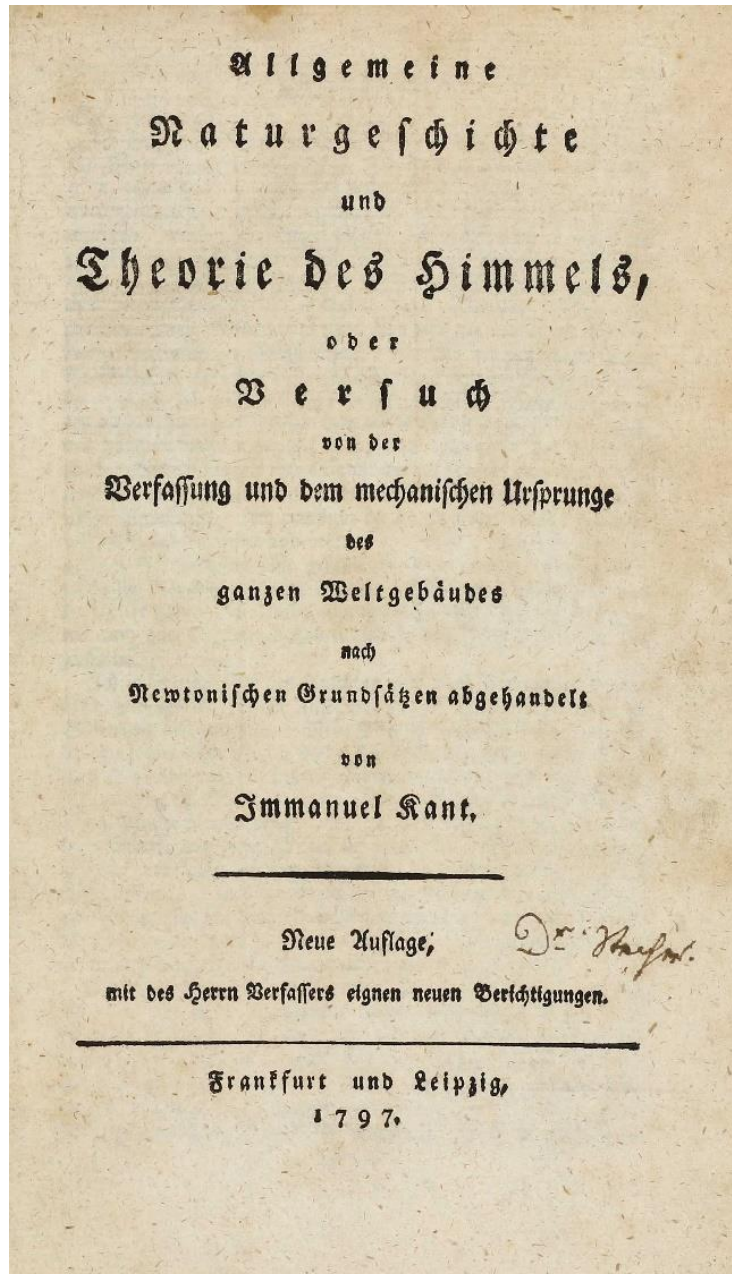 Allgemeine
Naturgeſchichte
und
Theorie des Himmels,
oder
Verſuch
von der
Verfaſſung und dem mechaniſchen Urſprunge
des
ganzen Weltgebäudes
nach
Newtoniſchen Grundſätzen abgehandelt
von
Immanuel Kant.
Neue Auflage,
Dr
mit des Herrn Verfaſſers eignen neuen Berichtigungen.
Frankfurt und Leipzig,
1797.